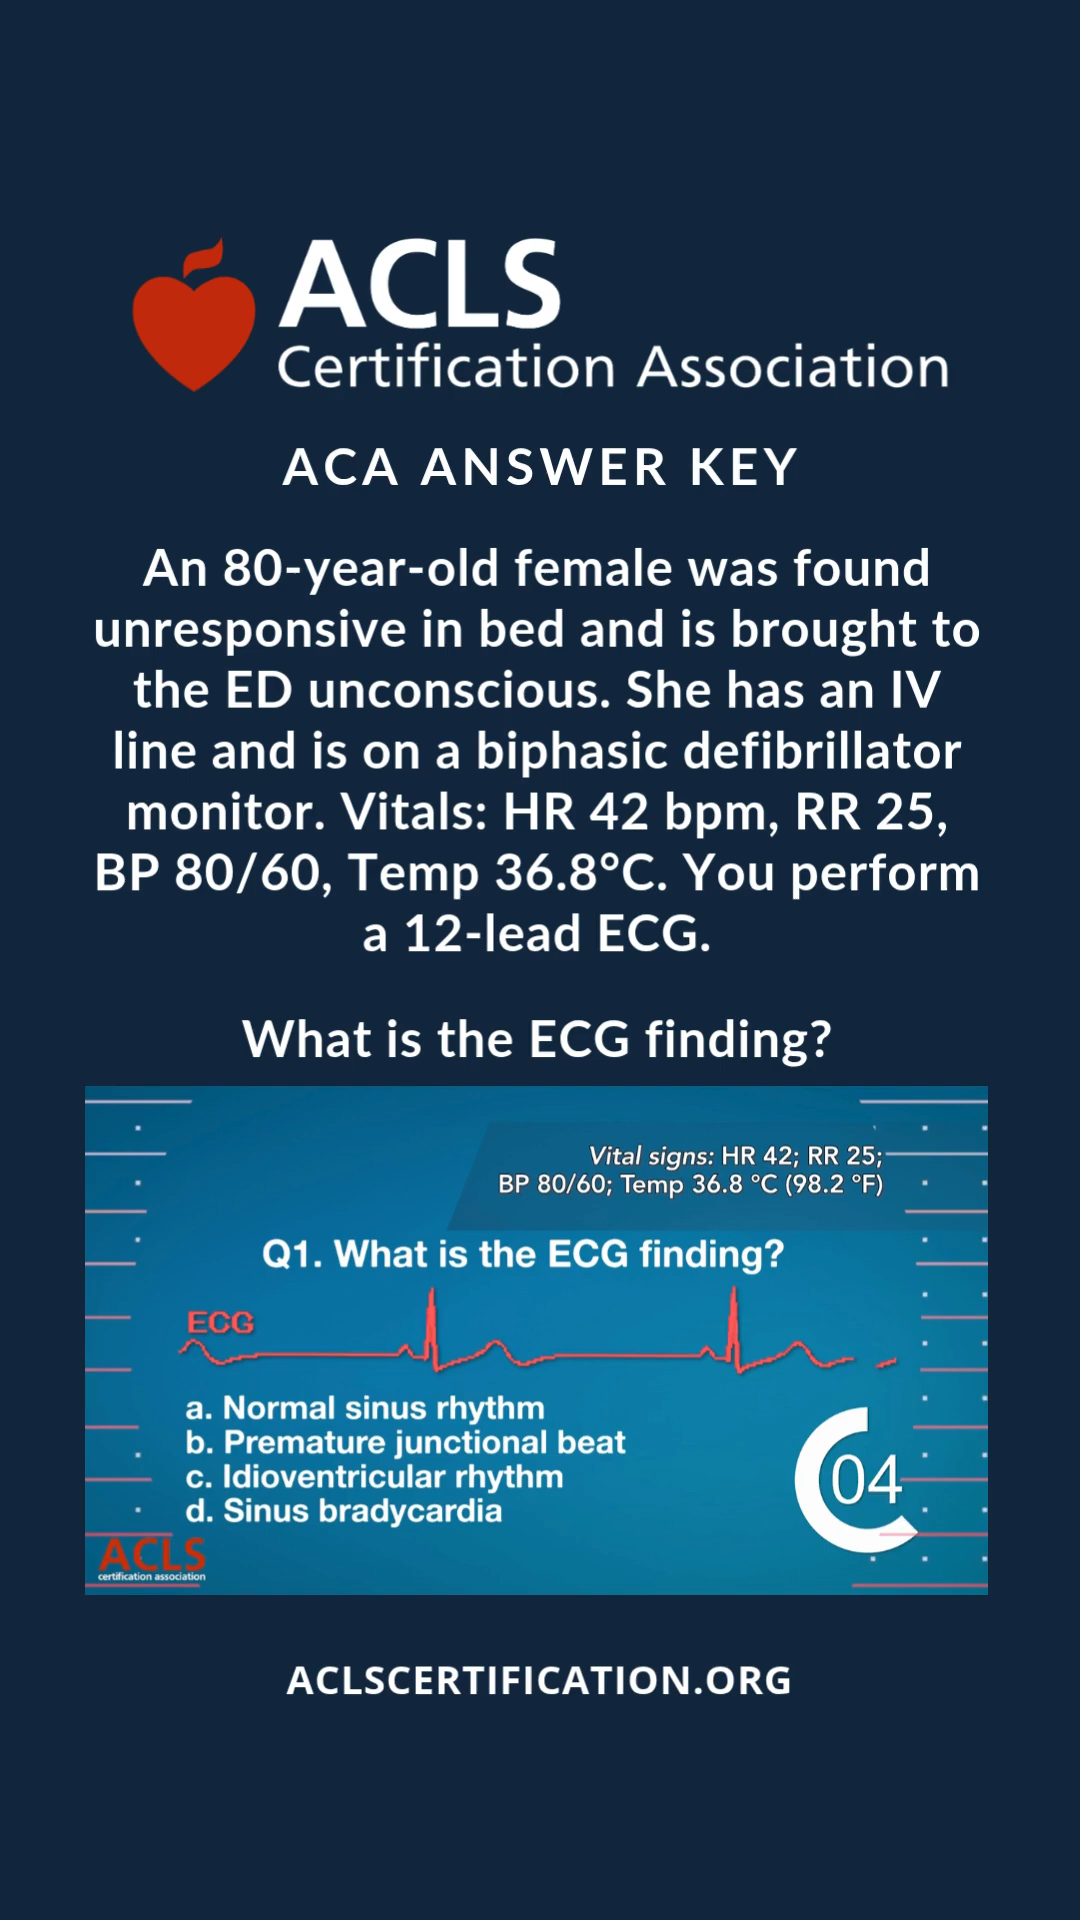 ACLS
Certification Association
ACA ANSWER KEY
An 80-year-old female was found
unresponsive in bed and is brought to
the ED unconscious. She has an IV
line and is on a biphasic defibrillator
monitor. Vitals: HR 42 bpm, RR 25,
BP 80/60, Temp 36.8°C. You perform
a 12-lead ECG.
What is the ECG finding?
Vital signs: HR 42; RR 25;
BP 80/60; Temp 36.8 °C (98.2 °F)
Q1. What is the ECG finding?
ECG
a. Normal sinus rhythm
b. Premature junctional beat
c. Idioventricular rhythm
d. Sinus bradycardia
04
ACLS
certification association
ACLSCERTIFICATION.ORG